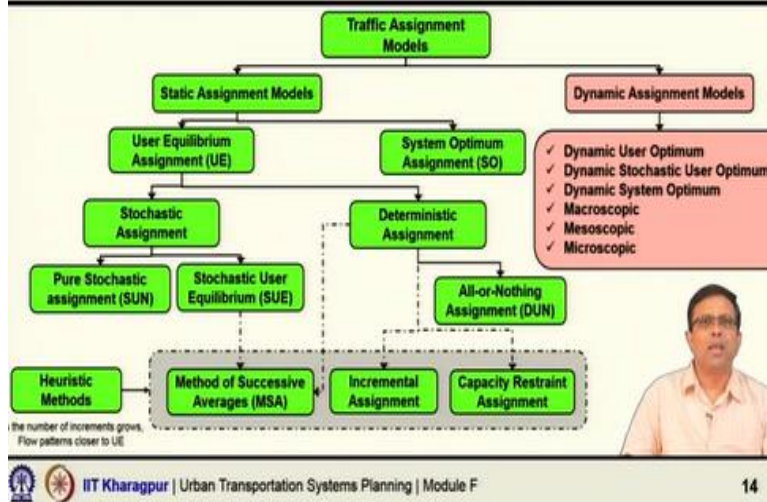 Traffic Assignment
Models
Static Assignment Models
Dynamic Assignment Models
User Equilibrium
Assignment (UE)
System Optimum
Assignment (SO)
✓ Dynamic User Optimum
✓ Dynamic Stochastic User Optimum
✓ Dynamic System Optimum
✓ Macroscopic
✓ Mesoscopic
✓ Microscopic
Stochastic
Assignment
Deterministic
Assignment
Pure Stochastic
assignment (SUN)
Stochastic User
Equilibrium (SUE)
All-or-Nothing
Assignment (DUN)
Heuristic
Methods
Method of Successive
Averages (MSA)
Incremental
Assignment
Capacity Restraint
Assignment
the number of increments grows,
Flow patterns closer to UE
IIT Kharagpur | Urban Transportation Systems Planning | Module F
14